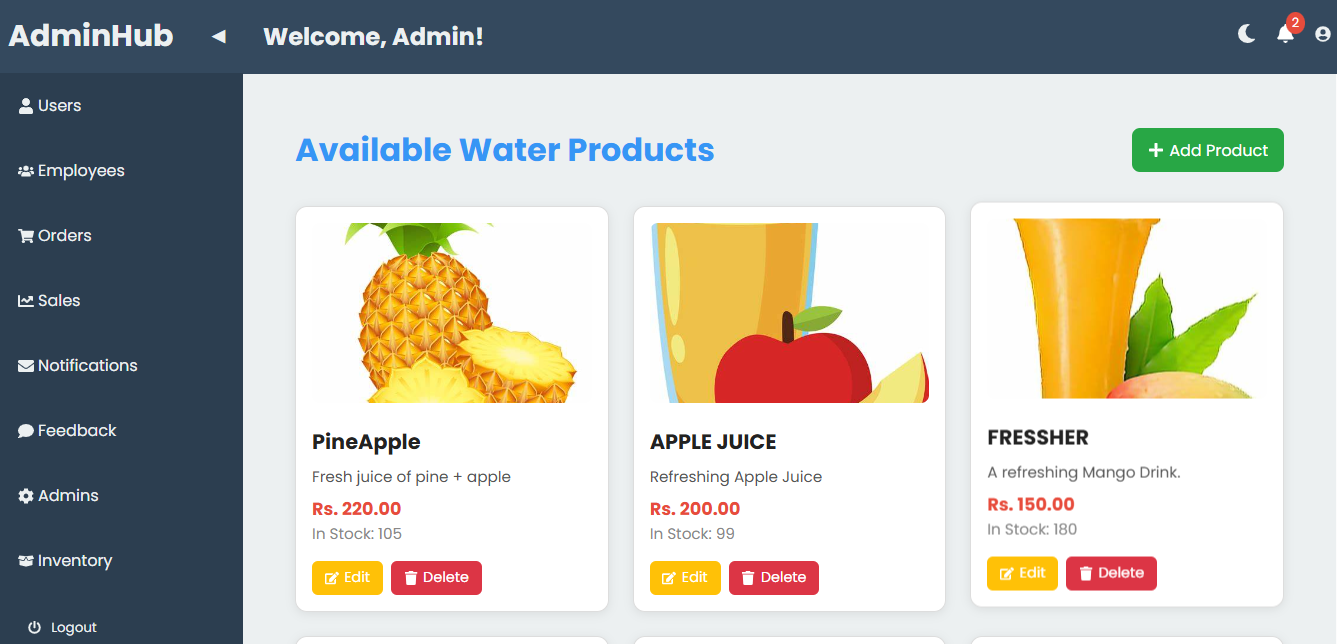 AdminHub ◀ Welcome, Admin! 2
Users
Employees
Orders
Sales
Notifications
Feedback
Admins
Inventory
Logout
Available Water Products
+ Add Product
PineApple
Fresh juice of pine + apple
Rs. 220.00
In Stock: 105
Edit Delete
APPLE JUICE
Refreshing Apple Juice
Rs. 200.00
In Stock: 99
Edit Delete
FRESSHER
A refreshing Mango Drink.
Rs. 150.00
In Stock: 180
Edit Delete